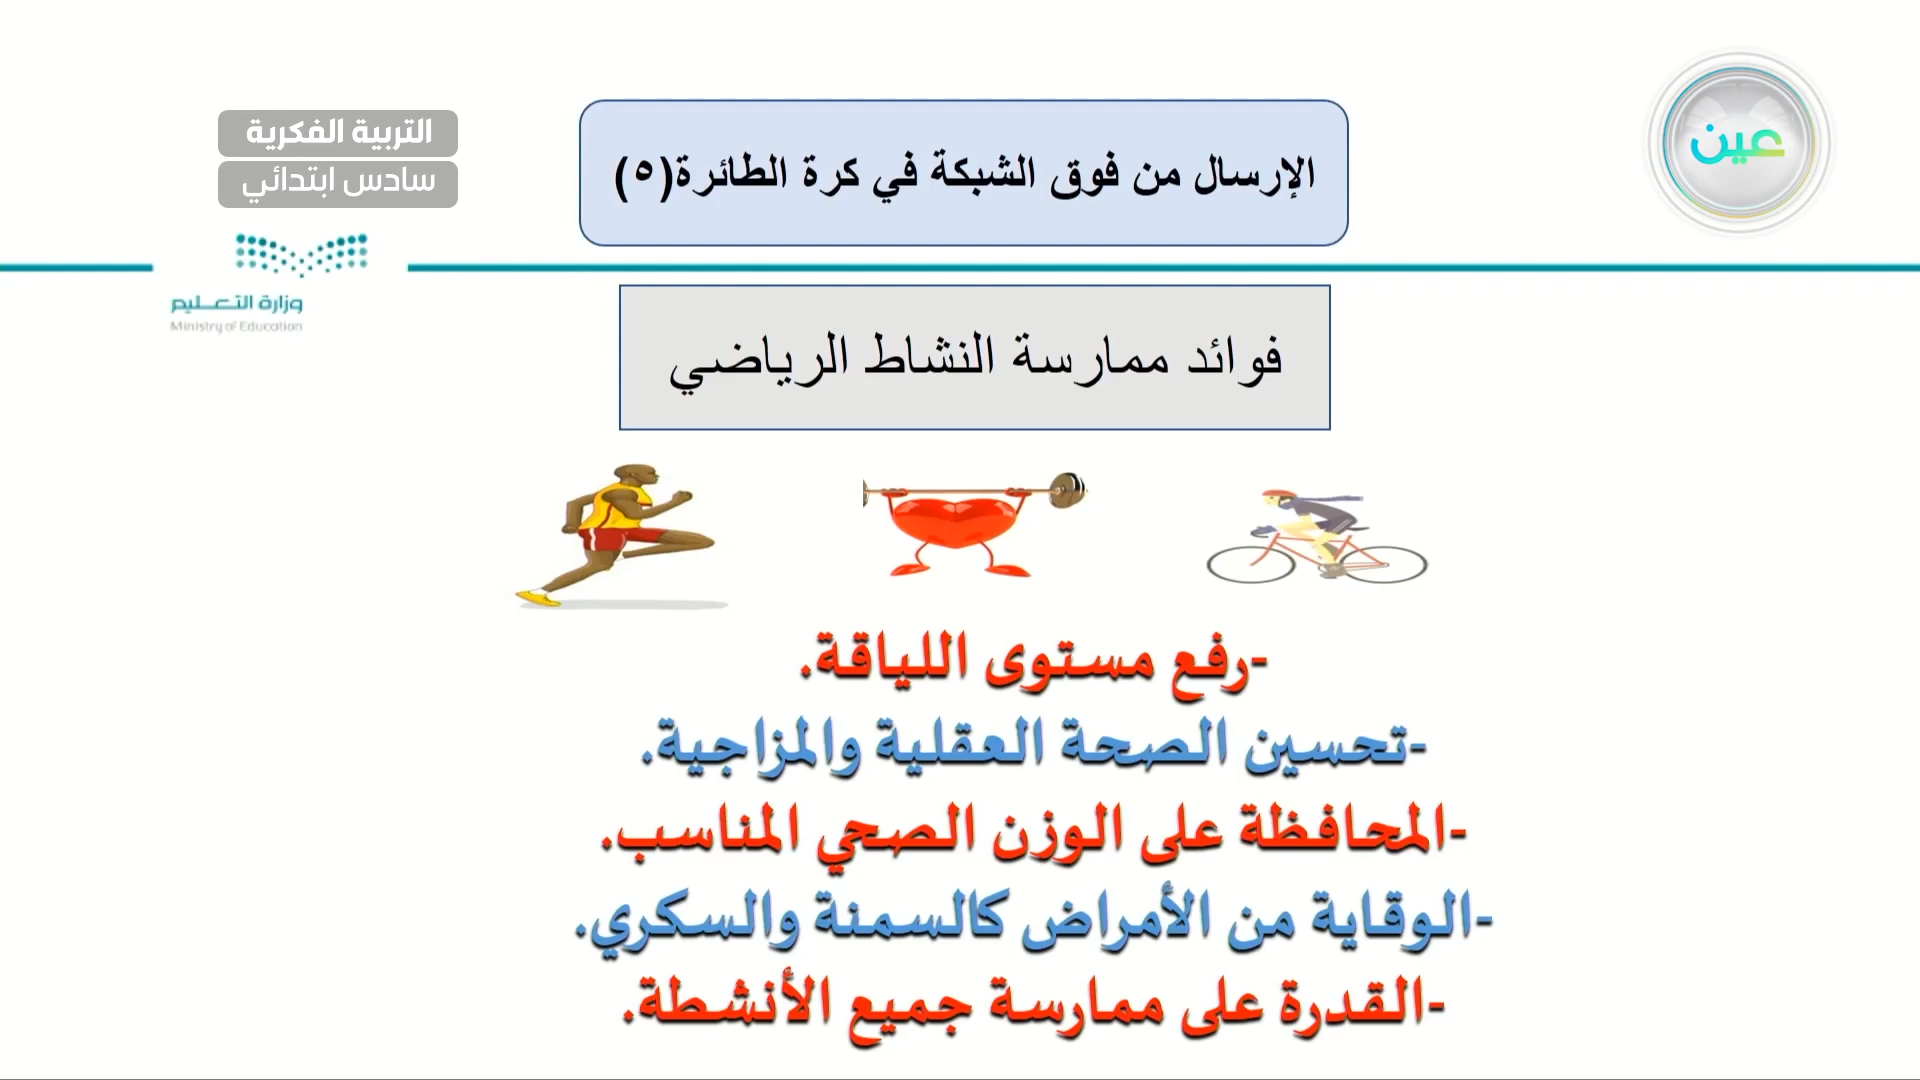 عين
الإرسال من فوق الشبكة في كرة الطائرة(٥)
التربية الفكرية
سادس ابتدائي
وزارة التعليم
Ministry of Education
فوائد ممارسة النشاط الرياضي
-رفع مستوى اللياقة.
-تحسين الصحة العقلية والمزاجية.
-المحافظة على الوزن الصحي المناسب.
-الوقاية من الأمراض كالسمنة والسكري.
-القدرة على ممارسة جميع الأنشطة.